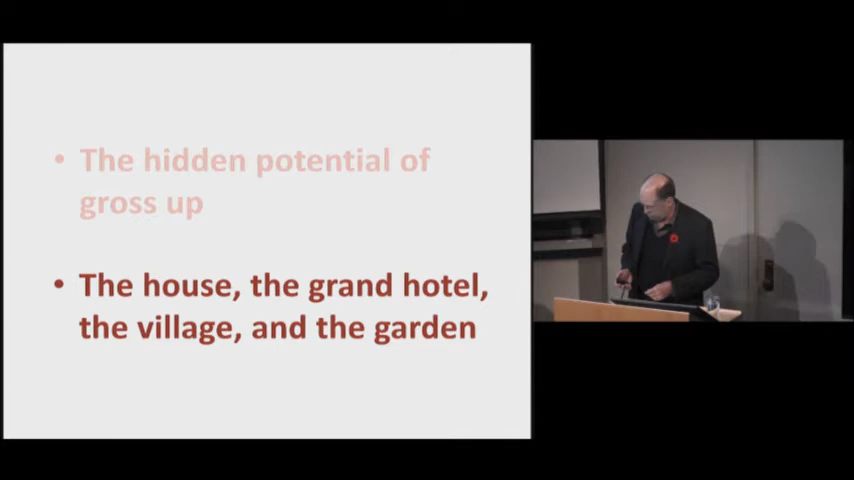 • The hidden potential of
gross up
• The house, the grand hotel,
the village, and the garden